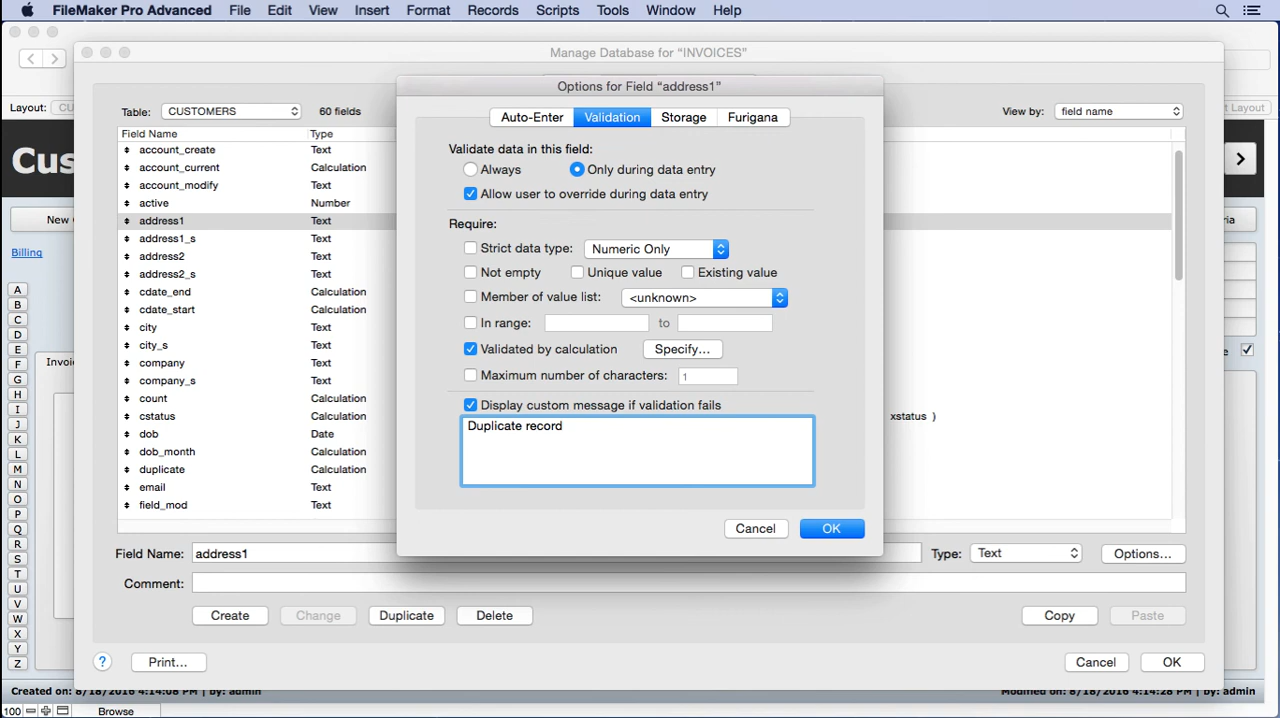 FileMaker Pro Advanced File Edit View Insert Format Records Scripts Tools Window Help
Manage Database for “INVOICES”
Layout:
Table: CUSTOMERS 60 fields
View by: field name
Field Name Type
account_create Text
account_current Calculation
account_modify Text
active Number
address1 Text
address1_s Text
address2 Text
address2_s Text
cdate_end Text
cdate_start Text
city Text
city_s Text
company Text
company_s Text
count Calculation
cstatus Calculation xstatus )
dob Date
dob_month Calculation
duplicate Calculation
email Text
field_mod Text
Options for Field “address1”
Auto-Enter Validation Storage Furigana
Validate data in this field:
Always Only during data entry
Allow user to override during data entry
Require:
Strict data type: Numeric Only
Not empty Unique value Existing value
Member of value list: <unknown>
In range: to
Validated by calculation Specify...
Maximum number of characters: 1
Display custom message if validation fails
Duplicate record
Cancel OK
Field Name: address1 Type: Text Options...
Comment:
Create Change Duplicate Delete Copy Paste
? Print... Cancel OK
Cus
New
Billing
Invoi
A
B
C
D
E
F
G
H
I
J
K
L
M
N
O
P
Q
R
S
T
U
V
W
X
Y
Z
Created on: 8/18/2016 4:14:06 PM | by: admin
Modified on: 8/18/2016 4:14:28 PM | by: admin
100 Browse